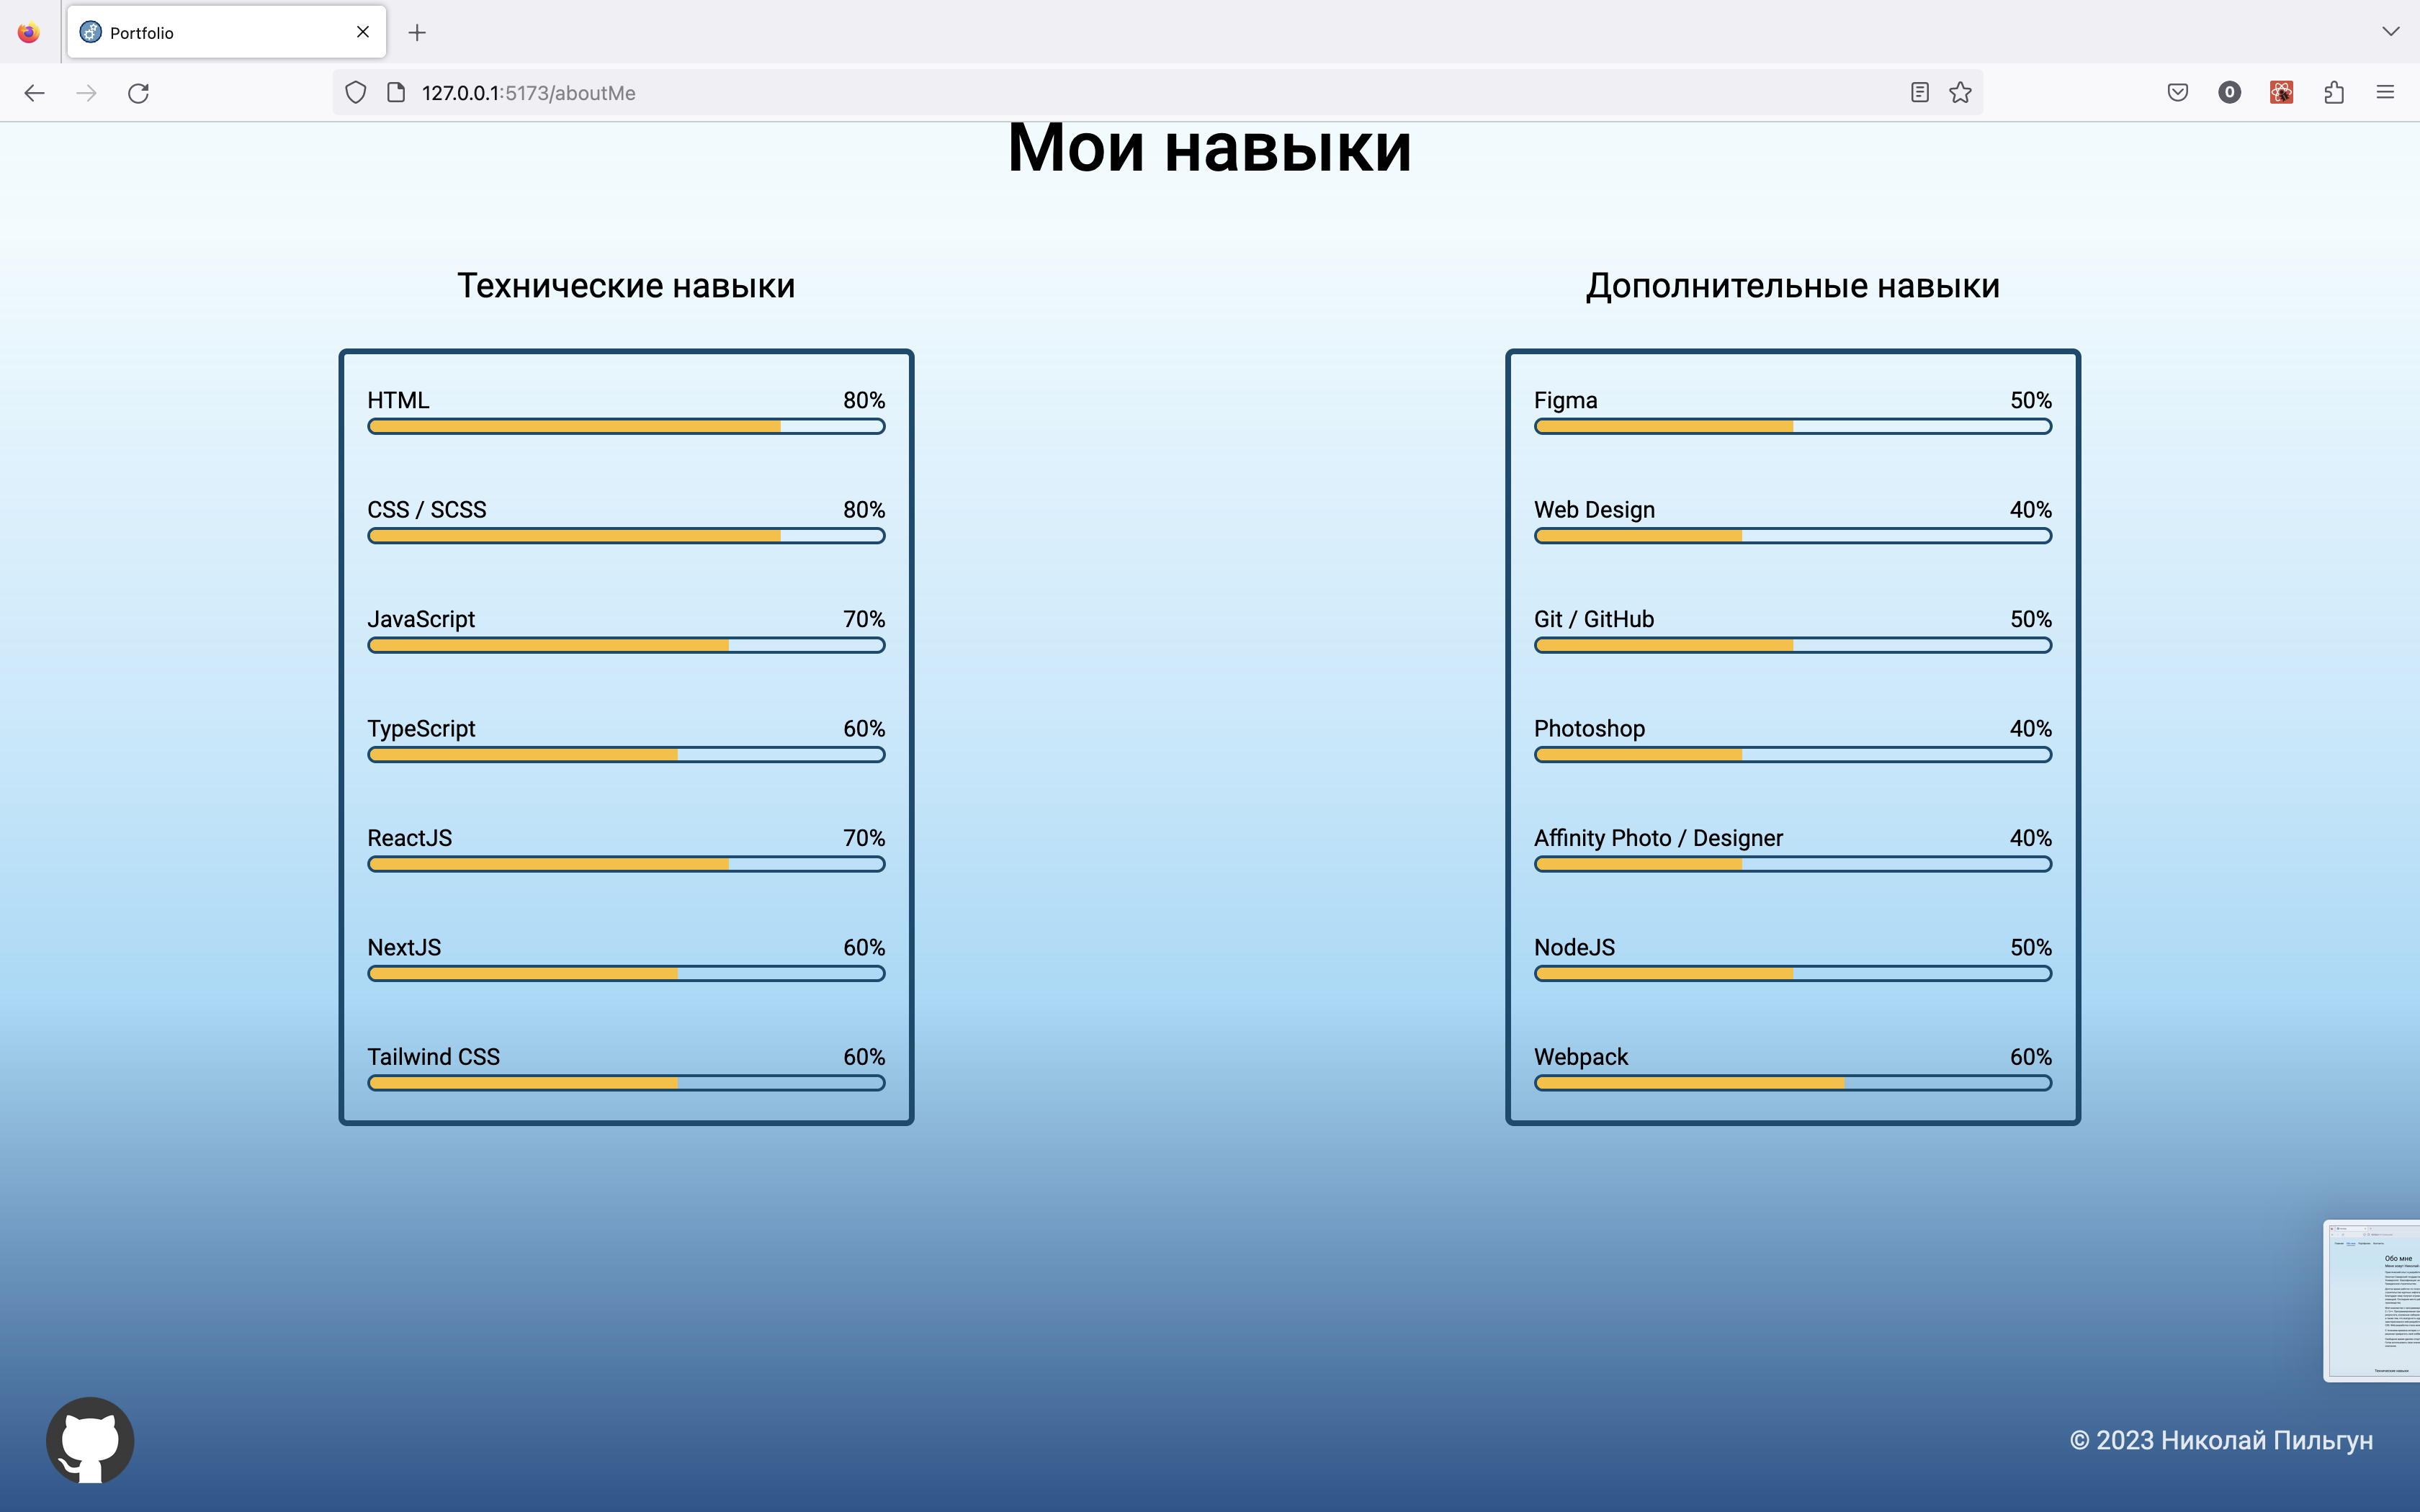 Portfolio
127.0.0.1:5173/aboutMe
0
Мои навыки
Технические навыки
HTML 80%
CSS / SCSS 80%
JavaScript 70%
TypeScript 60%
ReactJS 70%
NextJS 60%
Tailwind CSS 60%
Дополнительные навыки
Figma 50%
Web Design 40%
Git / GitHub 50%
Photoshop 40%
Affinity Photo / Designer 40%
NodeJS 50%
Webpack 60%
Обо мне
© 2023 Николай Пильгун